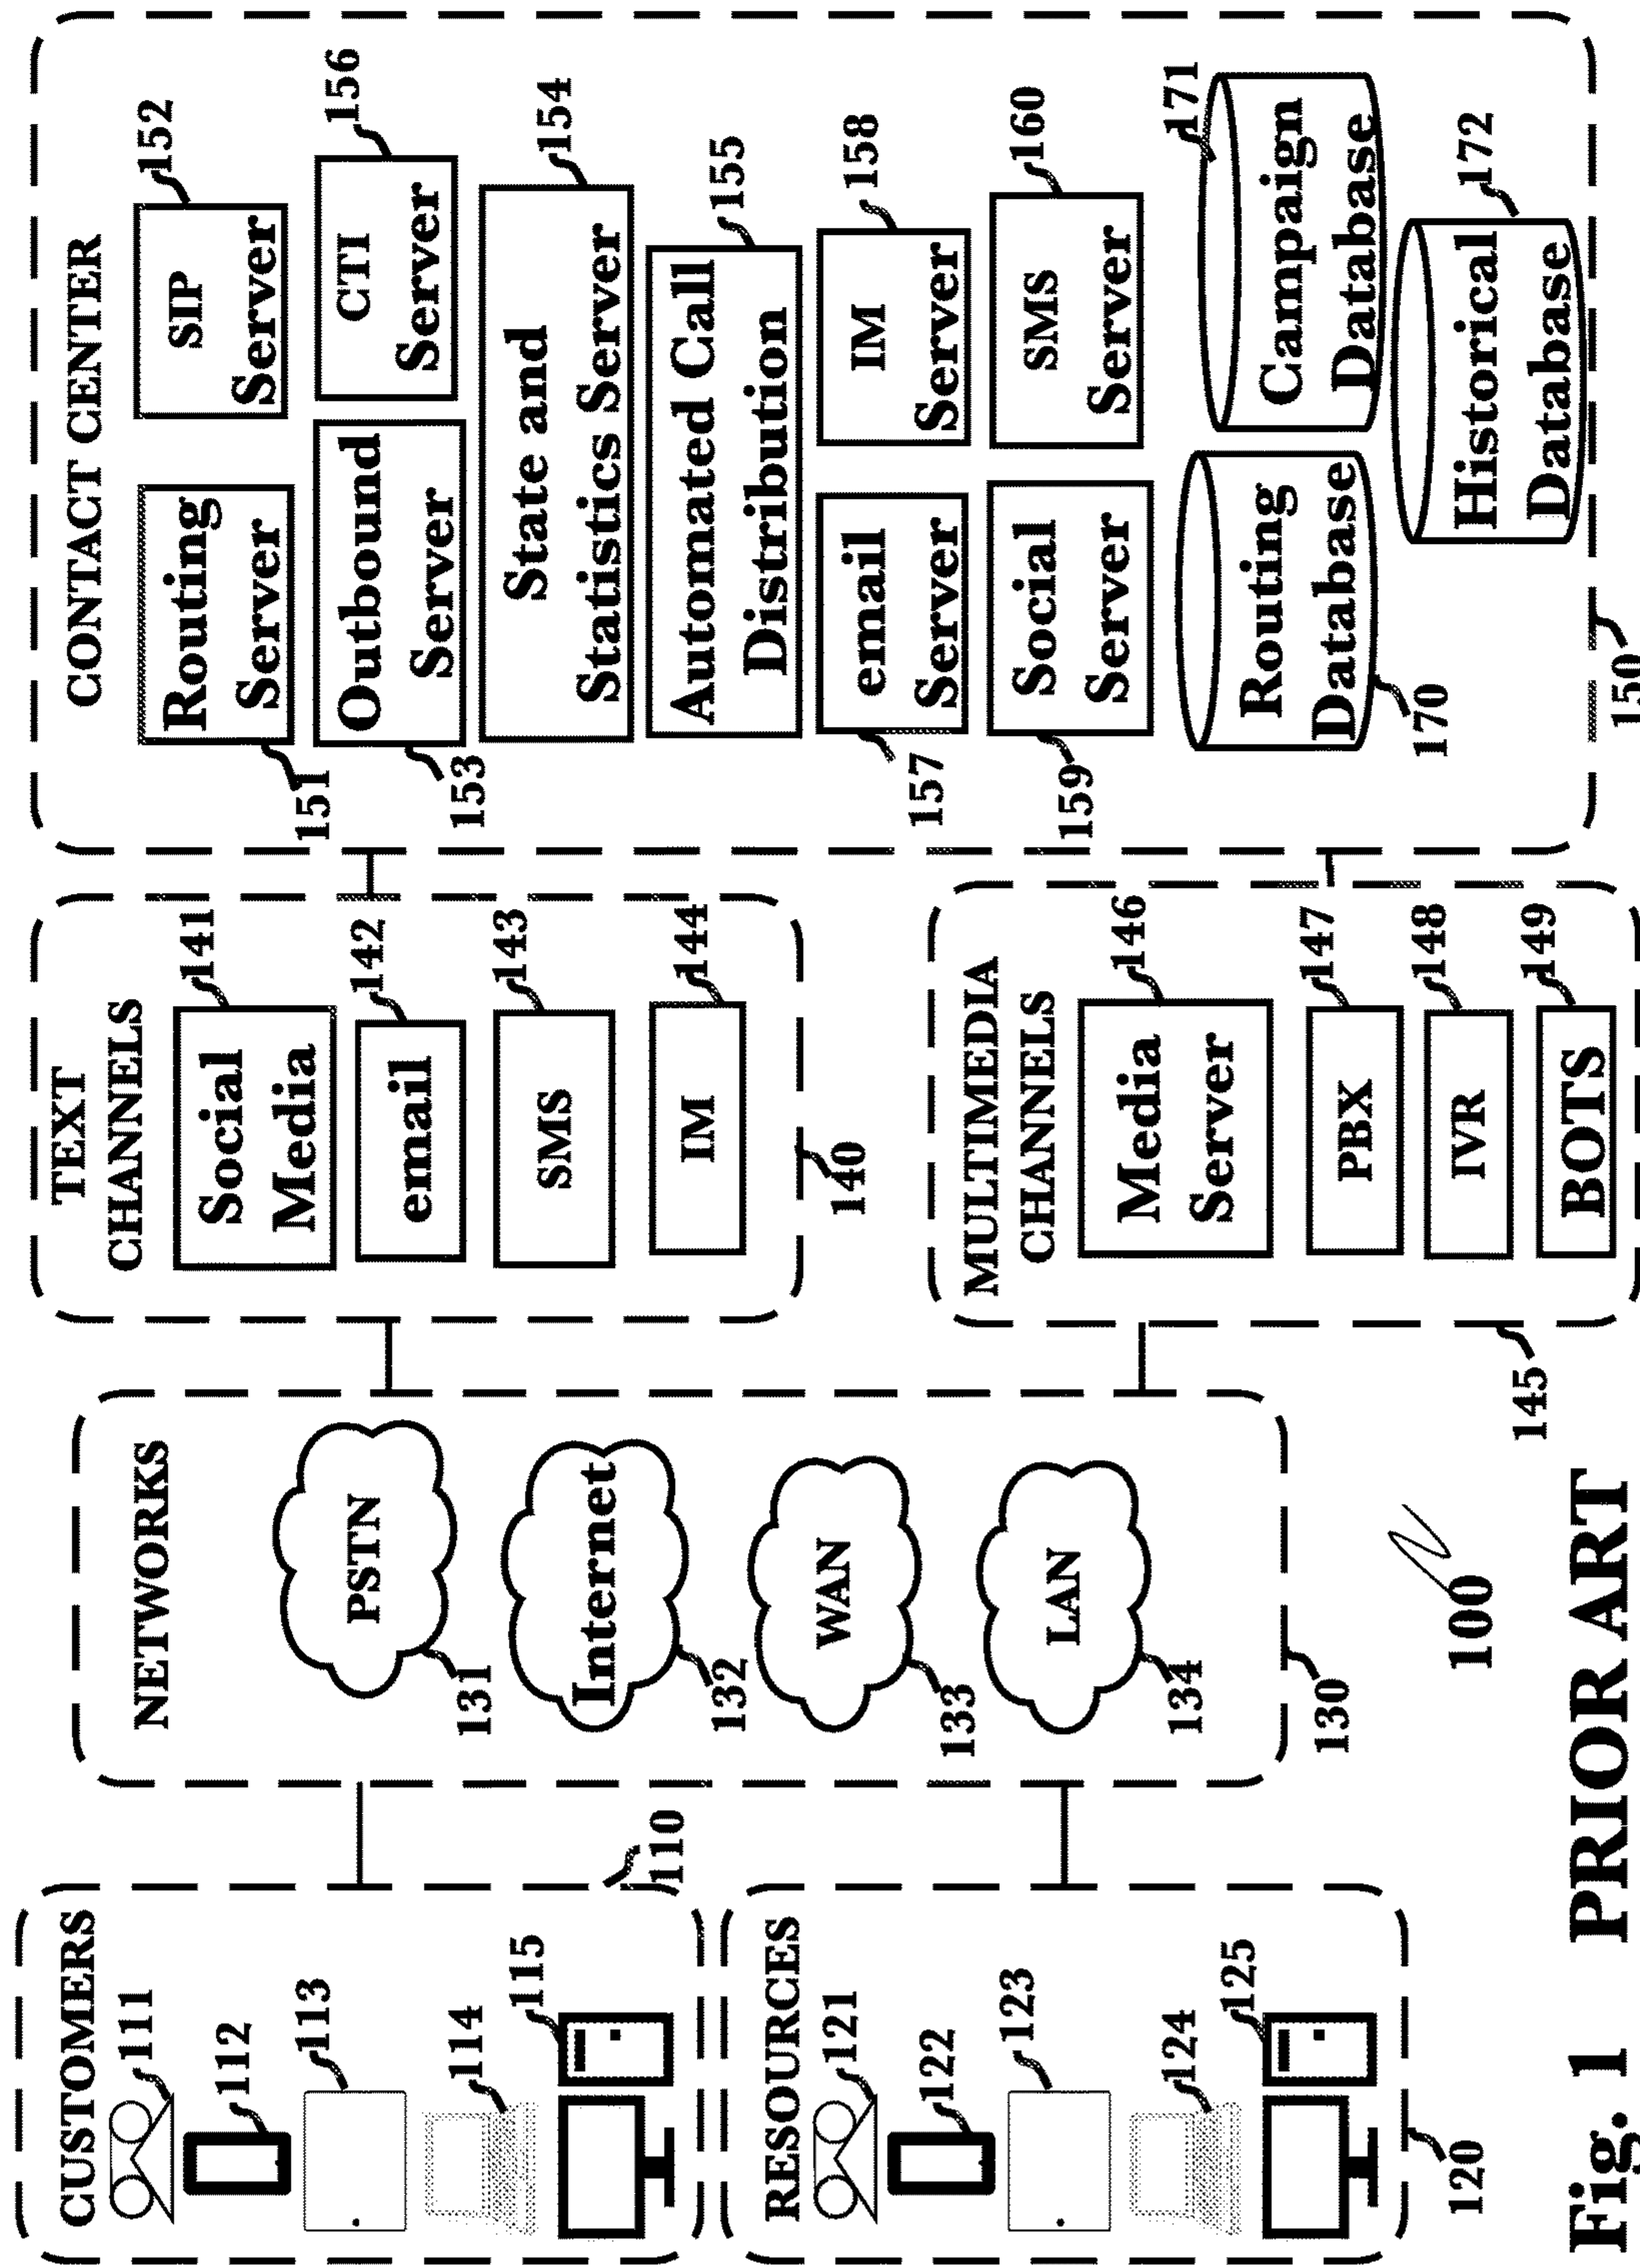 CUSTOMERS
111
112
113
114
115
110
RESOURCES
121
122
123
124
125
120
NETWORKS
PSTN
131
Internet
132
WAN
133
LAN
134
130
TEXT
CHANNELS
Social
Media
141
email
142
SMS
143
IM
144
140
MULTIMEDIA
CHANNELS
Media
Server
146
PBX
147
IVR
148
BOTS
149
145
CONTACT CENTER
Routing
Server
151
SIP
Server
152
Outbound
Server
153
CTI
Server
156
State and
Statistics Server
154
Automated Call
Distribution
155
email
Server
157
IM
Server
158
Social
Server
159
SMS
Server
160
Routing
Database
170
Campaign
Database
171
Historical
Database
172
150
100
Fig. 1 PRIOR ART